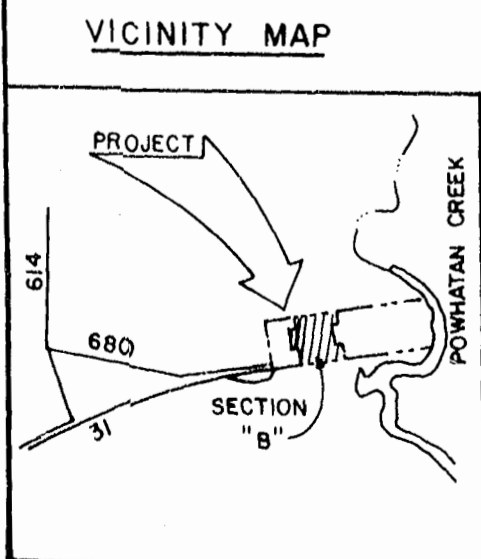 VICINITY MAP
PROJECT
POWHATAN CREEK
614
680
31
SECTION
"B"